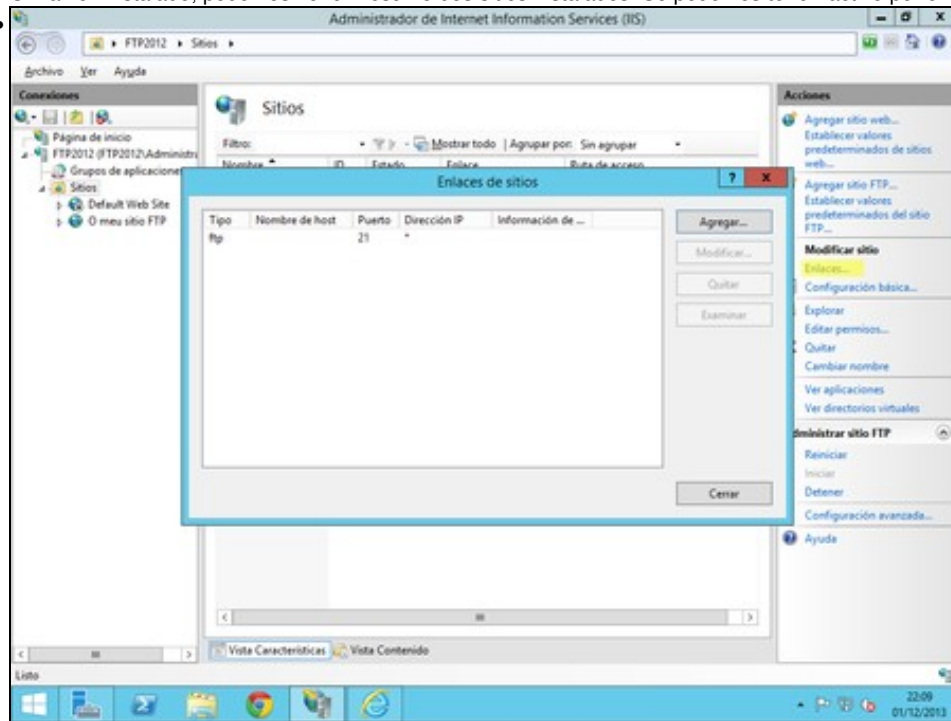 Administrador de Internet Information Services (IIS)
FTP2012 Sitios
Archivo Ver Ayuda
Conexiones
Página de inicio
FTP2012 (FTP2012\Administr
Grupos de aplicaciones
Sitios
Default Web Site
O meu sitio FTP
Sitios
Filtro: Mostrar todo Agrupar por: Sin agrupar
Nombre ID Estado Enlace Ruta de acceso
Enlaces de sitios
Tipo Nombre de host Puerto Dirección IP Información de ...
ftp 21 *
Agregar...
Modificar...
Quitar
Examinar
Cerrar
Vista Características Vista Contenido
Acciones
Agregar sitio web...
Establecer valores
predeterminados de sitios
web...
Agregar sitio FTP...
Establecer valores
predeterminados del sitio
FTP...
Modificar sitio
Enlaces...
Configuración básica...
Explorar
Editar permisos...
Quitar
Cambiar nombre
Ver aplicaciones
Ver directorios virtuales
dministrar sitio FTP
Reiniciar
Iniciar
Detener
Configuración avanzada...
Ayuda
Listo
22:09
01/12/2013